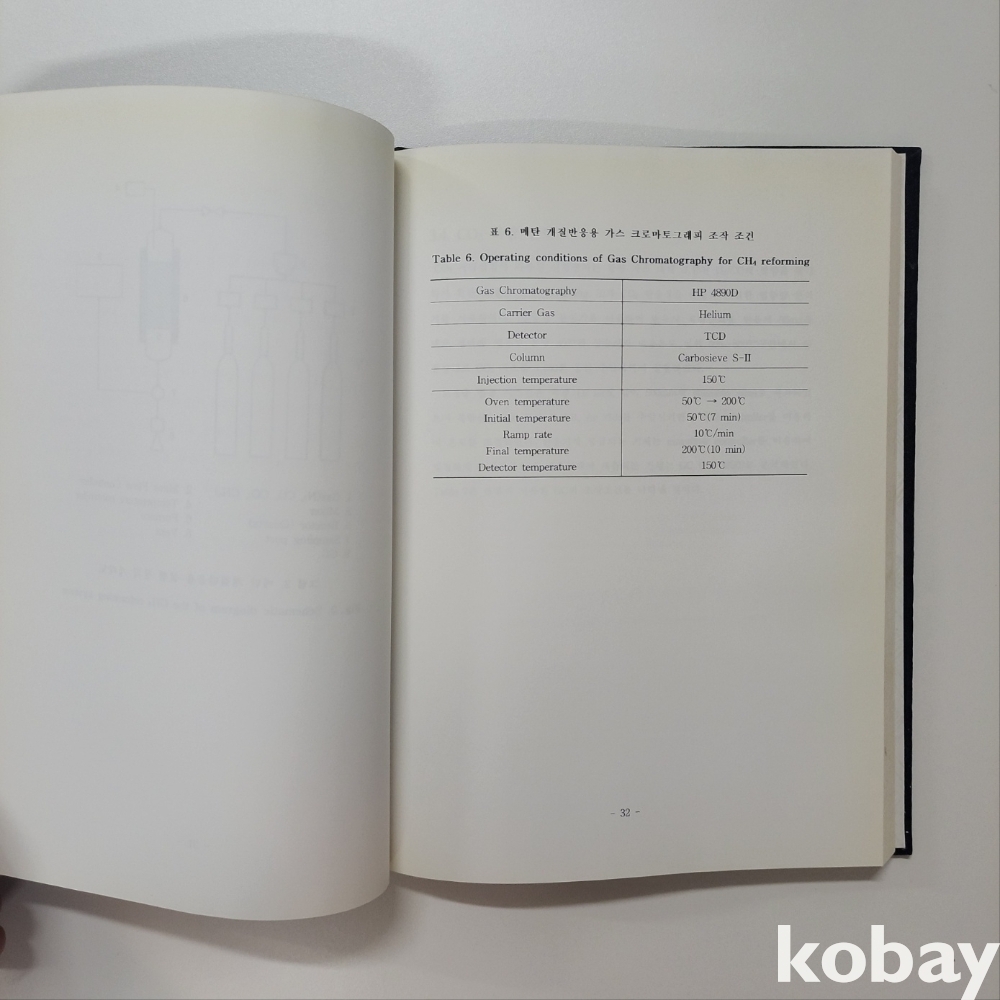 표 6. 메탄 개질반응용 가스 크로마토그래피 조작 조건
Table 6. Operating conditions of Gas Chromatography for CH₄ reforming
Gas Chromatography HP 4890D
Carrier Gas Helium
Detector TCD
Column Carbosieve S-II
Injection temperature 150℃
Oven temperature 50℃ → 200℃
Initial temperature 50℃(7 min)
Ramp rate 10℃/min
Final temperature 200℃(10 min)
Detector temperature 150℃
- 32 -
kobay